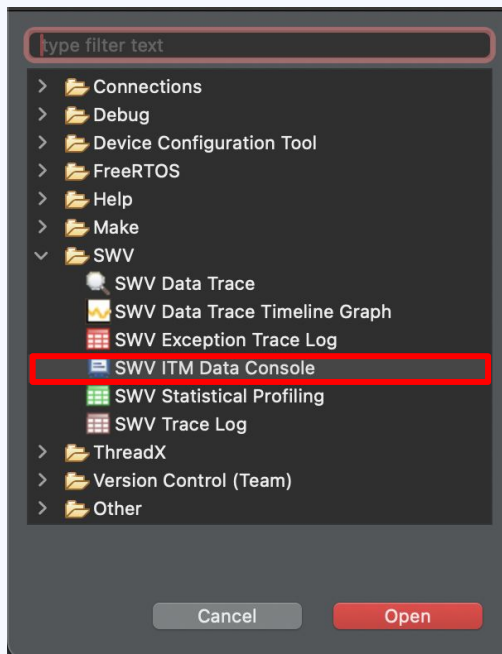 type filter text
Connections
Debug
Device Configuration Tool
FreeRTOS
Help
Make
SWV
SWV Data Trace
SWV Data Trace Timeline Graph
SWV Exception Trace Log
SWV ITM Data Console
SWV Statistical Profiling
SWV Trace Log
ThreadX
Version Control (Team)
Other
Cancel Open